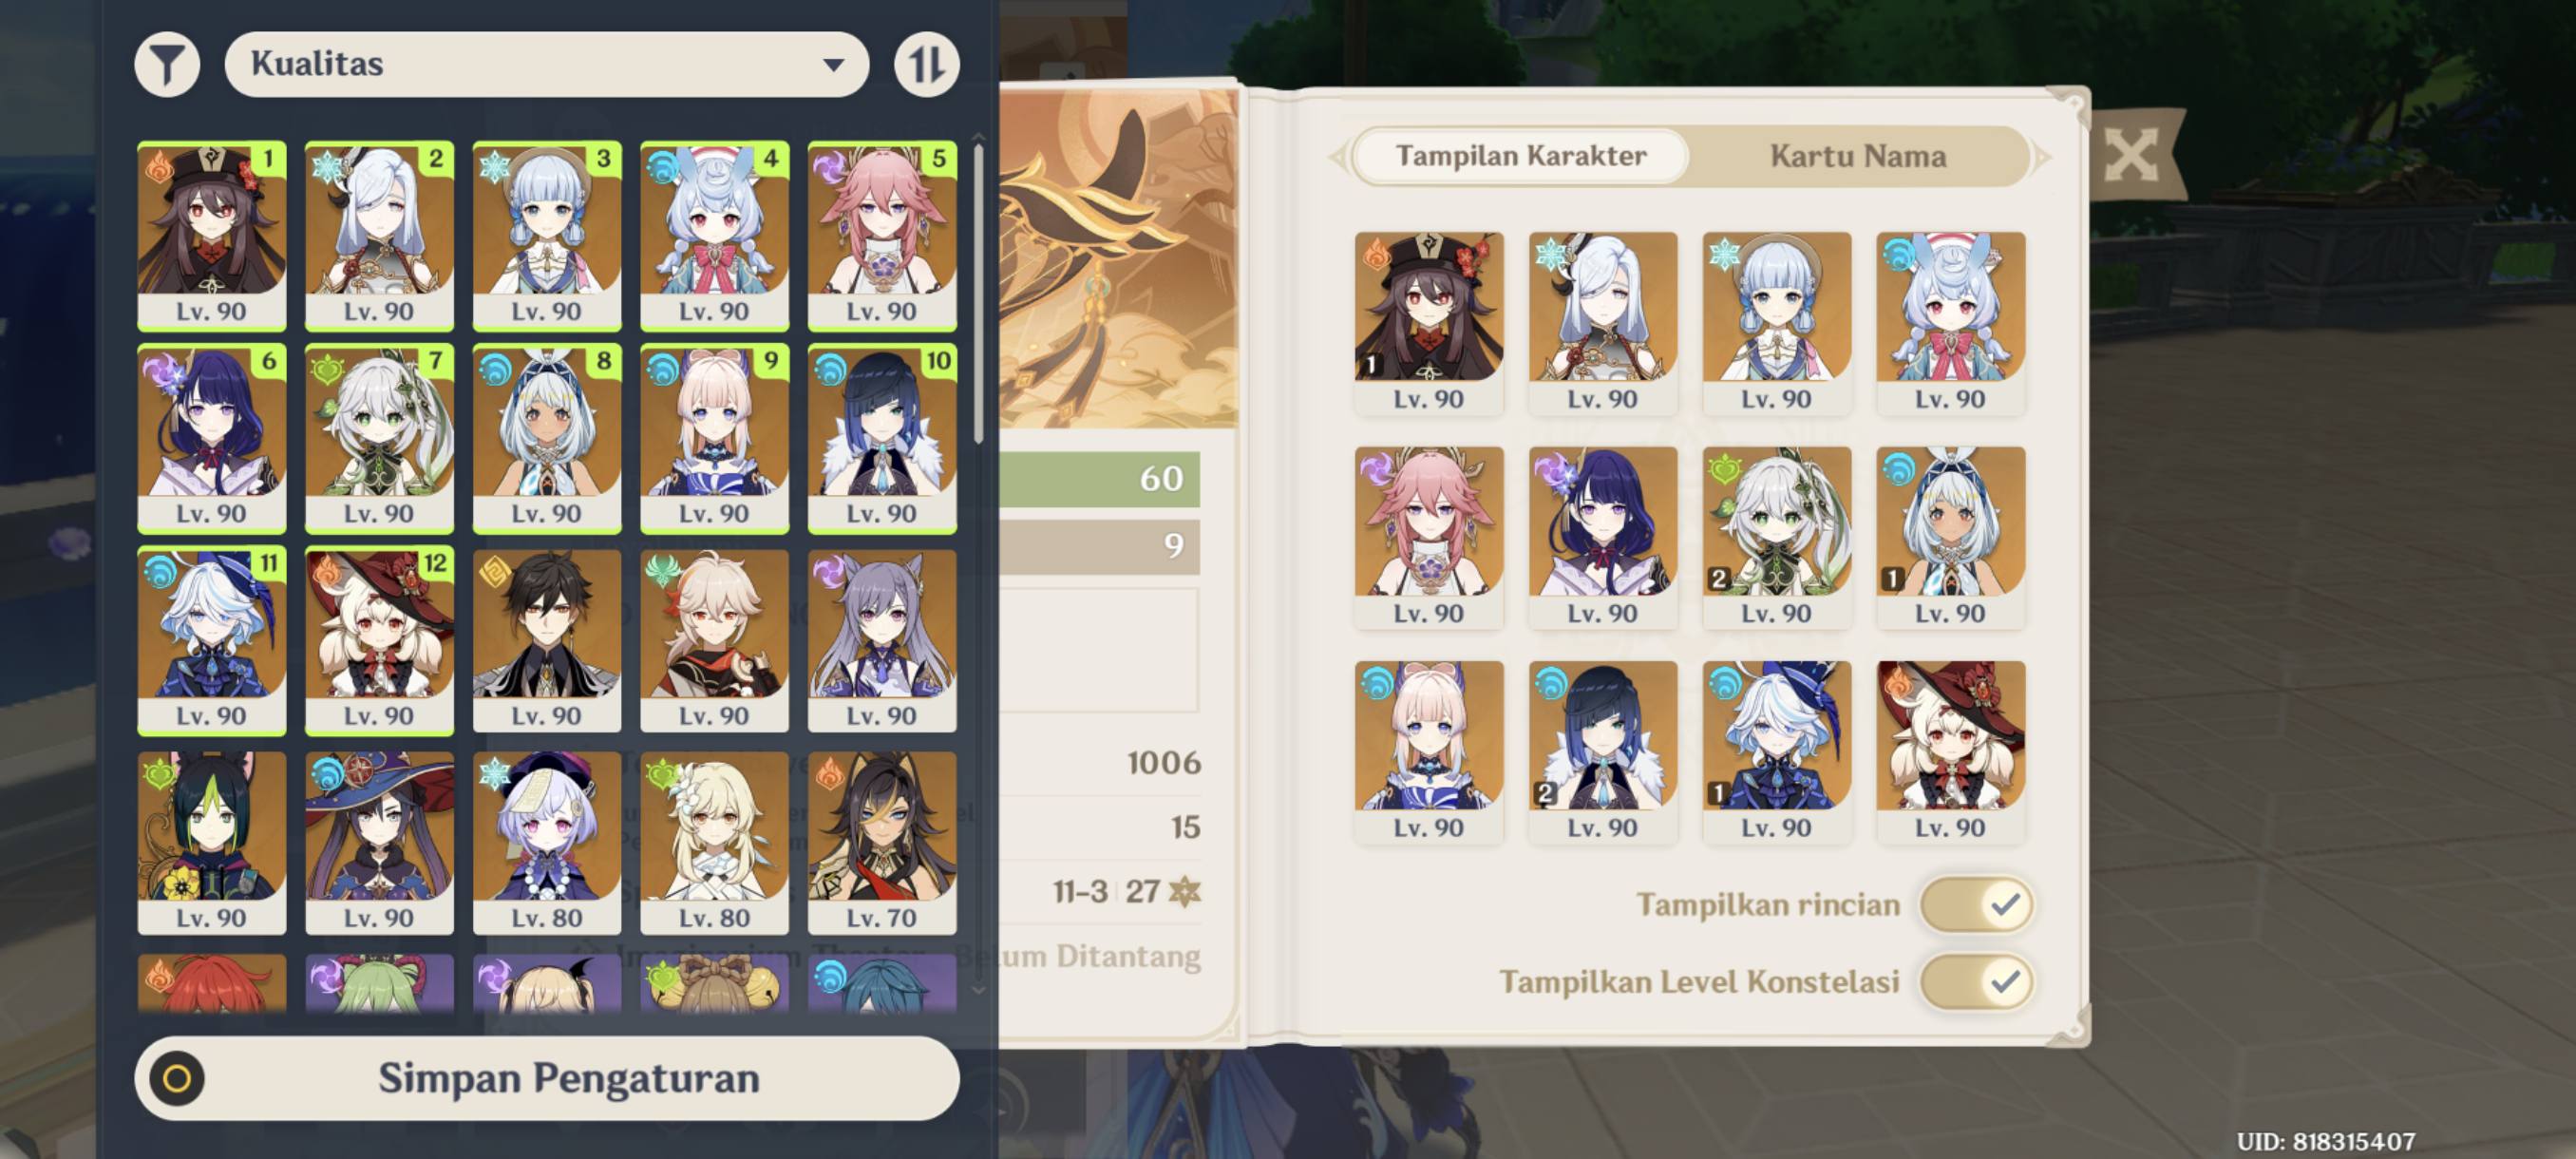 Kualitas
1
2
3
4
5
Lv. 90
Lv. 90
Lv. 90
Lv. 90
Lv. 90
6
7
8
9
10
Lv. 90
Lv. 90
Lv. 90
Lv. 90
Lv. 90
11
12
Lv. 90
Lv. 90
Lv. 90
Lv. 90
Lv. 90
Lv. 90
Lv. 90
Lv. 80
Lv. 80
Lv. 70
Simpan Pengaturan
60
9
1006
15
11-3 27
Imaginarium Theater
Belum Ditantang
Tampilan Karakter
Kartu Nama
1
Lv. 90
Lv. 90
Lv. 90
Lv. 90
2
1
Lv. 90
Lv. 90
Lv. 90
Lv. 90
2
1
Lv. 90
Lv. 90
Lv. 90
Lv. 90
Tampilkan rincian
Tampilkan Level Konstelasi
UID: 818315407